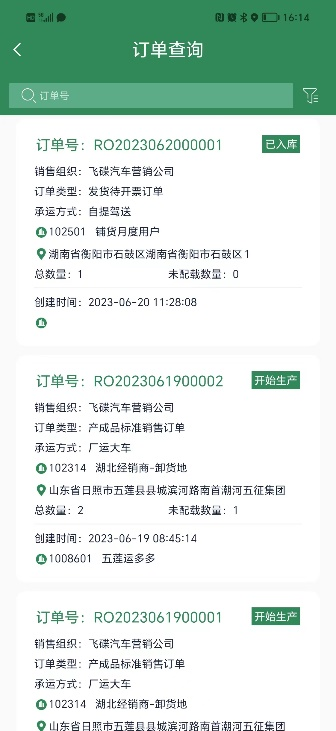 16:14
订单查询
订单号
订单号：RO2023062000001 已入库
销售组织：飞碟汽车营销公司
订单类型：发货待开票订单
承运方式：自提驾送
102501 铺货月度用户
湖南省衡阳市石鼓区湖南省衡阳市石鼓区1
总数量：1 未配载数量：0
创建时间：2023-06-20 11:28:08
订单号：RO2023061900002 开始生产
销售组织：飞碟汽车营销公司
订单类型：产成品标准销售订单
承运方式：厂运大车
102314 湖北经销商-卸货地
山东省日照市五莲县县城滨河路南首潮河五征集团
总数量：2 未配载数量：1
创建时间：2023-06-19 08:45:14
1008601 五莲运多多
订单号：RO2023061900001 开始生产
销售组织：飞碟汽车营销公司
订单类型：产成品标准销售订单
承运方式：厂运大车
102314 湖北经销商-卸货地
山东省日照市五莲县县城滨河路南首潮河五征集团